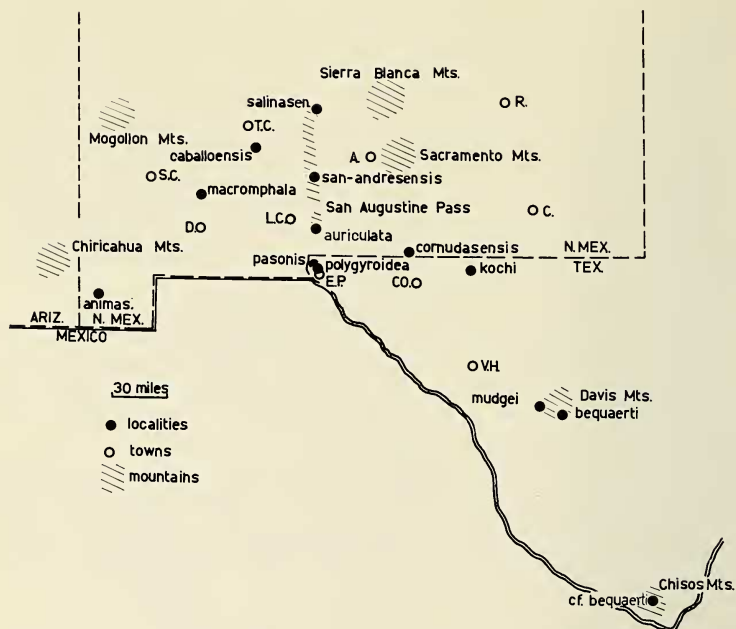 Sierra Blanca Mts.
salinasen.
R.
Mogollon Mts.
T.C.
caballoensis
A.
Sacramento Mts.
S.C.
san-andresensis
macromphala
San Augustine Pass
L.C.
C.
D.
auriculata
Chiricahua Mts.
cornudasensis
N.MEX.
pasonis
polygyroidea
kochi
TEX.
E.P.
CO.
animas.
ARIZ.
N. MEX.
MEXICO
V.H.
30 miles
mudgei
Davis Mts.
bequaerti
localities
towns
mountains
Chisos Mts.
cf. bequaerti